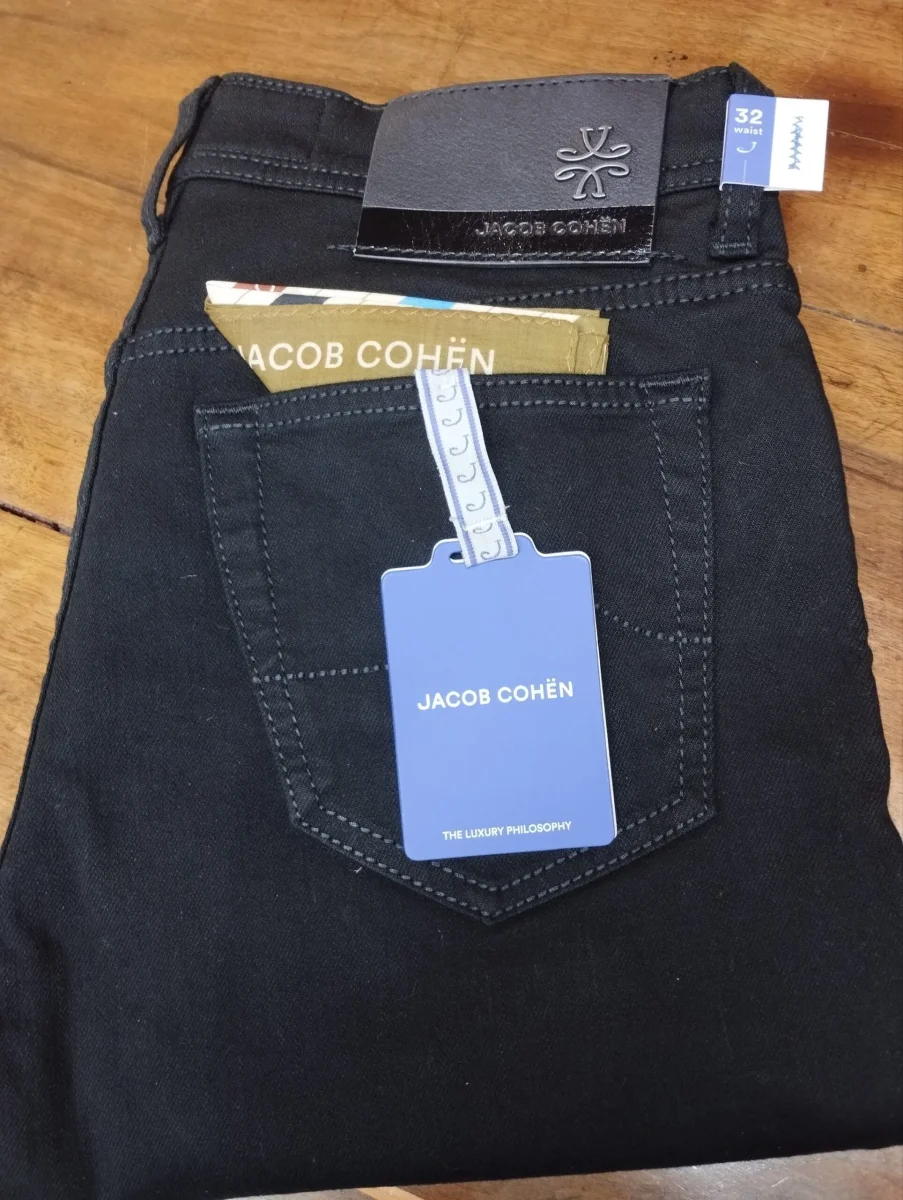 32
waist
JACOB COHËN
JACOB COHËN
JACOB COHËN
THE LUXURY PHILOSOPHY